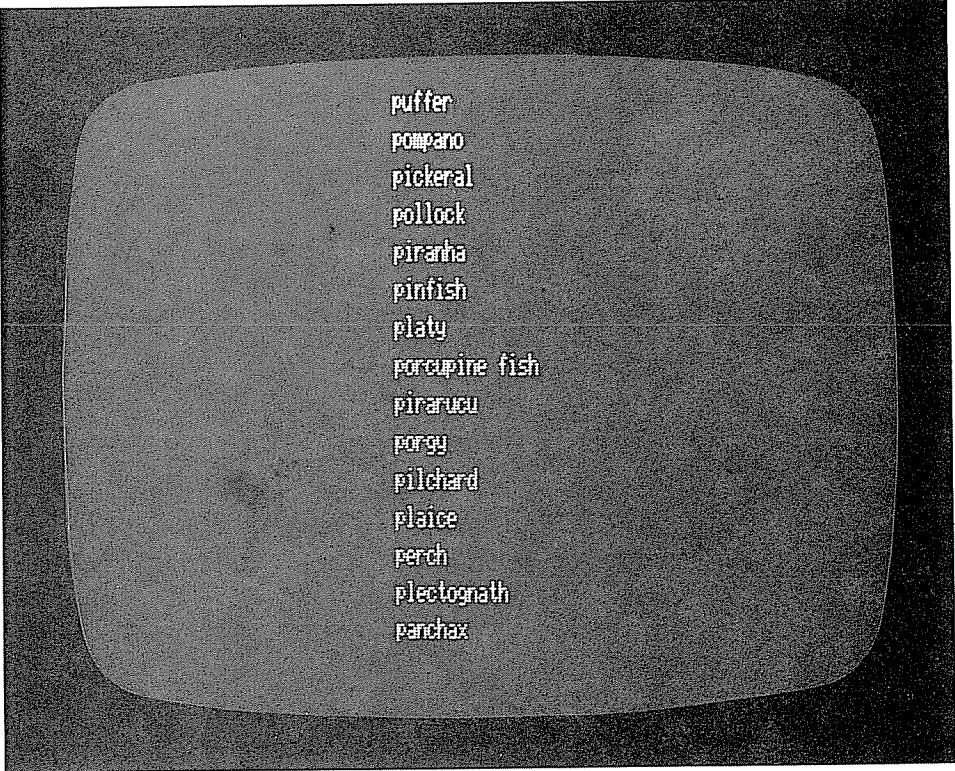 puffer
pompano
pickeral
pollock
piranha
pinfish
platy
porcupine fish
pirarucu
porgy
pilchard
plaice
perch
plectognath
panchax